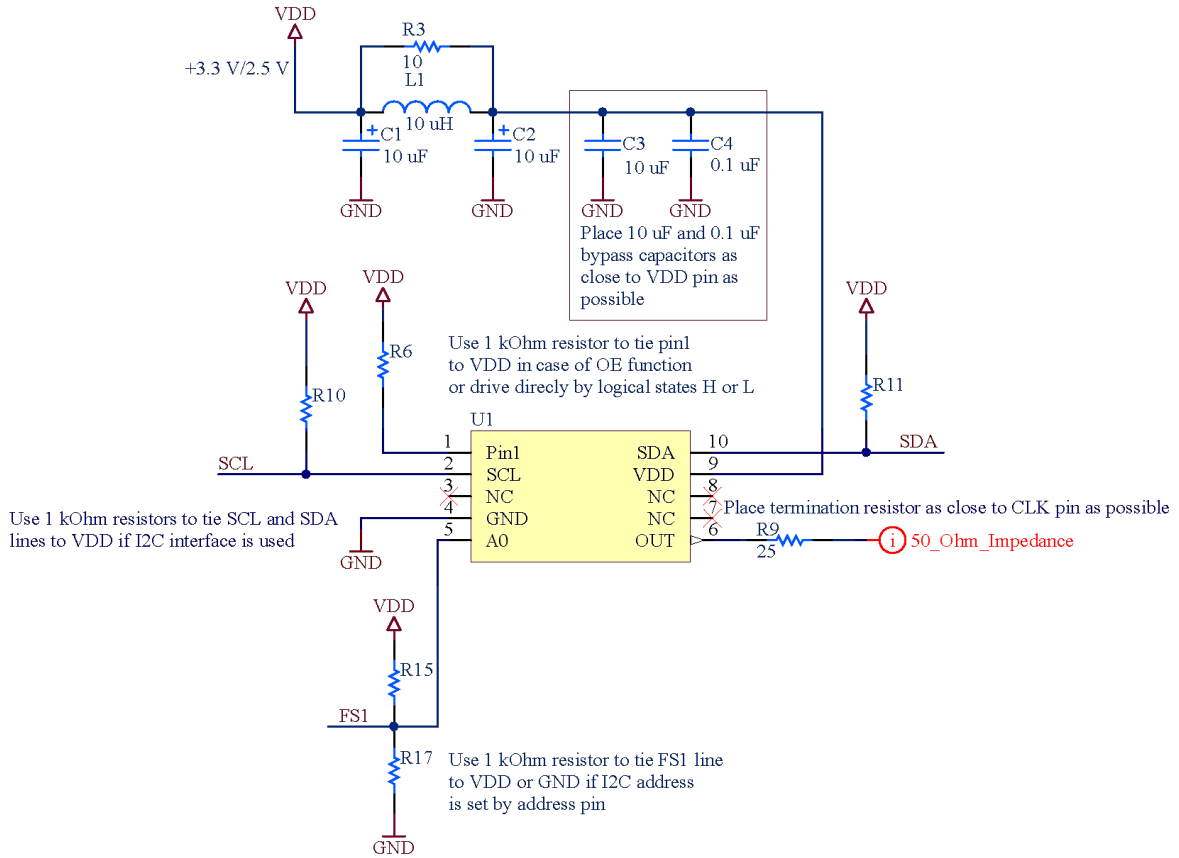 VDD
+3.3 V/2.5 V
R3
10
L1
10 uH
C1
10 uF
C2
10 uF
C3
10 uF
C4
0.1 uF
GND
GND
GND
GND
Place 10 uF and 0.1 uF
bypass capacitors as
close to VDD pin as
possible
VDD
VDD
VDD
R10
R6
R11
Use 1 kOhm resistor to tie pin1
to VDD in case of OE function
or drive direcly by logical states H or L
U1
SCL
SDA
1
2
3
4
5
Pin1
SCL
NC
GND
A0
SDA
VDD
NC
NC
OUT
10
9
8
7
6
Use 1 kOhm resistors to tie SCL and SDA
lines to VDD if I2C interface is used
GND
Place termination resistor as close to CLK pin as possible
R9
25
i
50_Ohm_Impedance
VDD
R15
FS1
R17
GND
Use 1 kOhm resistor to tie FS1 line
to VDD or GND if I2C address
is set by address pin